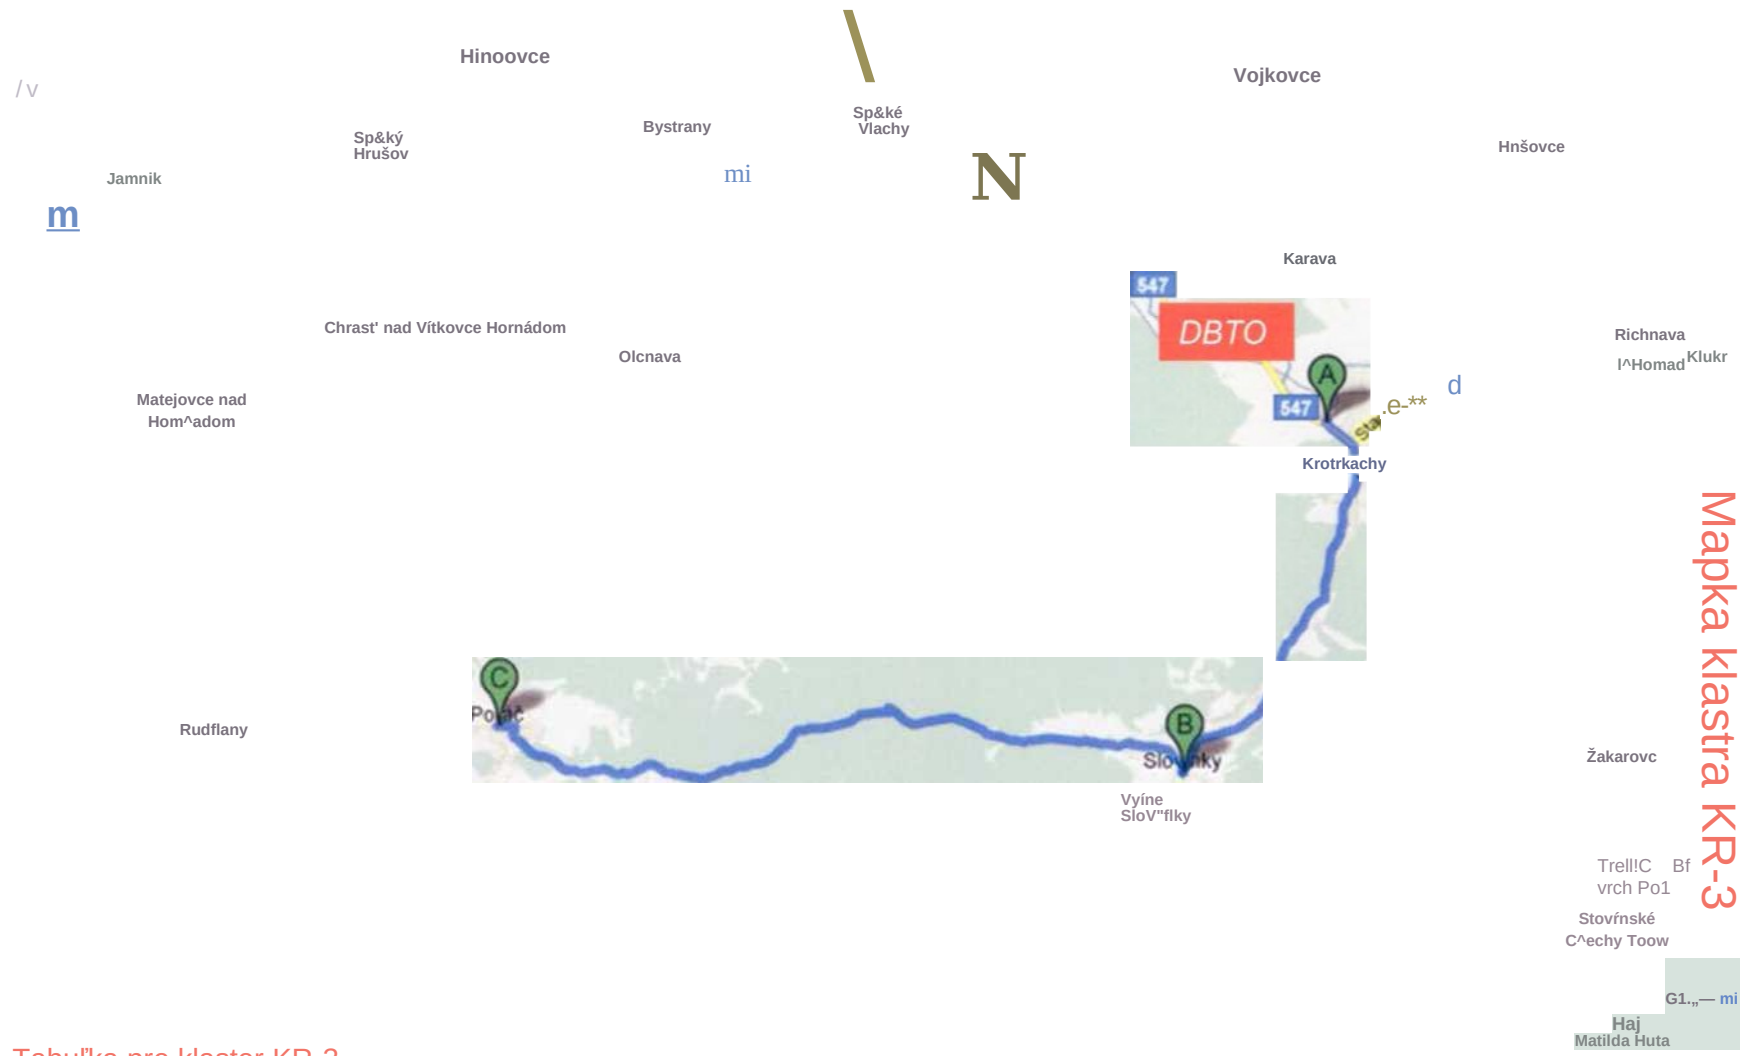 Hinoovce
\
Vojkovce
/ v
Sp&ké
Vlachy
Bystrany
Sp&ký
Hrušov
Hnšovce
mi
N
Jamnik
m
Karava
547
DBTO
Chrast' nad Vítkovce Hornádom
Richnava
Olcnava
l^Homad Klukr
A
d
Matejovce nad
Hom^adom
547
.e-**
Krotrkachy
Mapka klastra KR-3
C
B
Rudflany
Žakarovc
Vyíne
SloV"flky
Trell!C Bf
vrch Po1
Stovŕnské
C^echy Toow
G1.„— mi
Haj
Matilda Huta